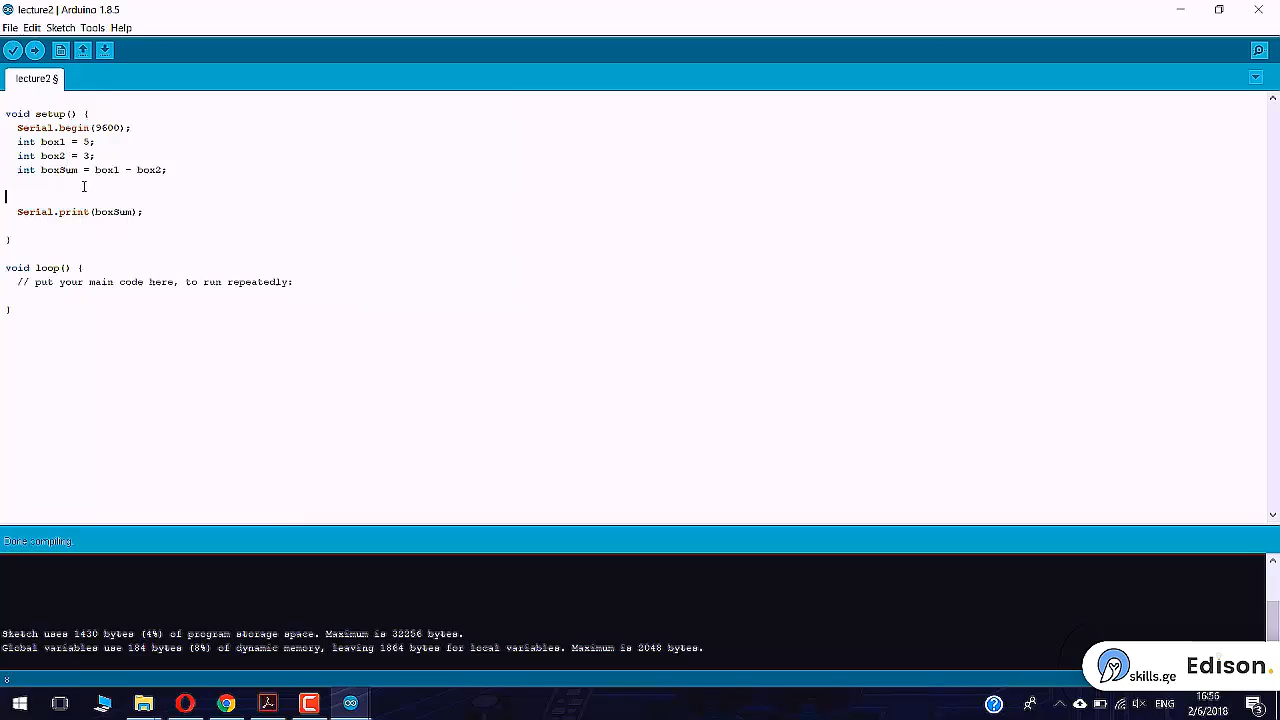 lecture2 | Arduino 1.8.5
File Edit Sketch Tools Help
lecture2 §
void setup() {
Serial.begin(9600);
int box1 = 5;
int box2 = 3;
int boxSum = box1 - box2;
Serial.print(boxSum);
}
void loop() {
// put your main code here, to run repeatedly:
}
Done compiling.
Sketch uses 1430 bytes (4%) of program storage space. Maximum is 32256 bytes.
Global variables use 184 bytes (8%) of dynamic memory, leaving 1864 bytes for local variables. Maximum is 2048 bytes.
8
skills.ge Edison.
ENG
16:56
2/6/2018
3